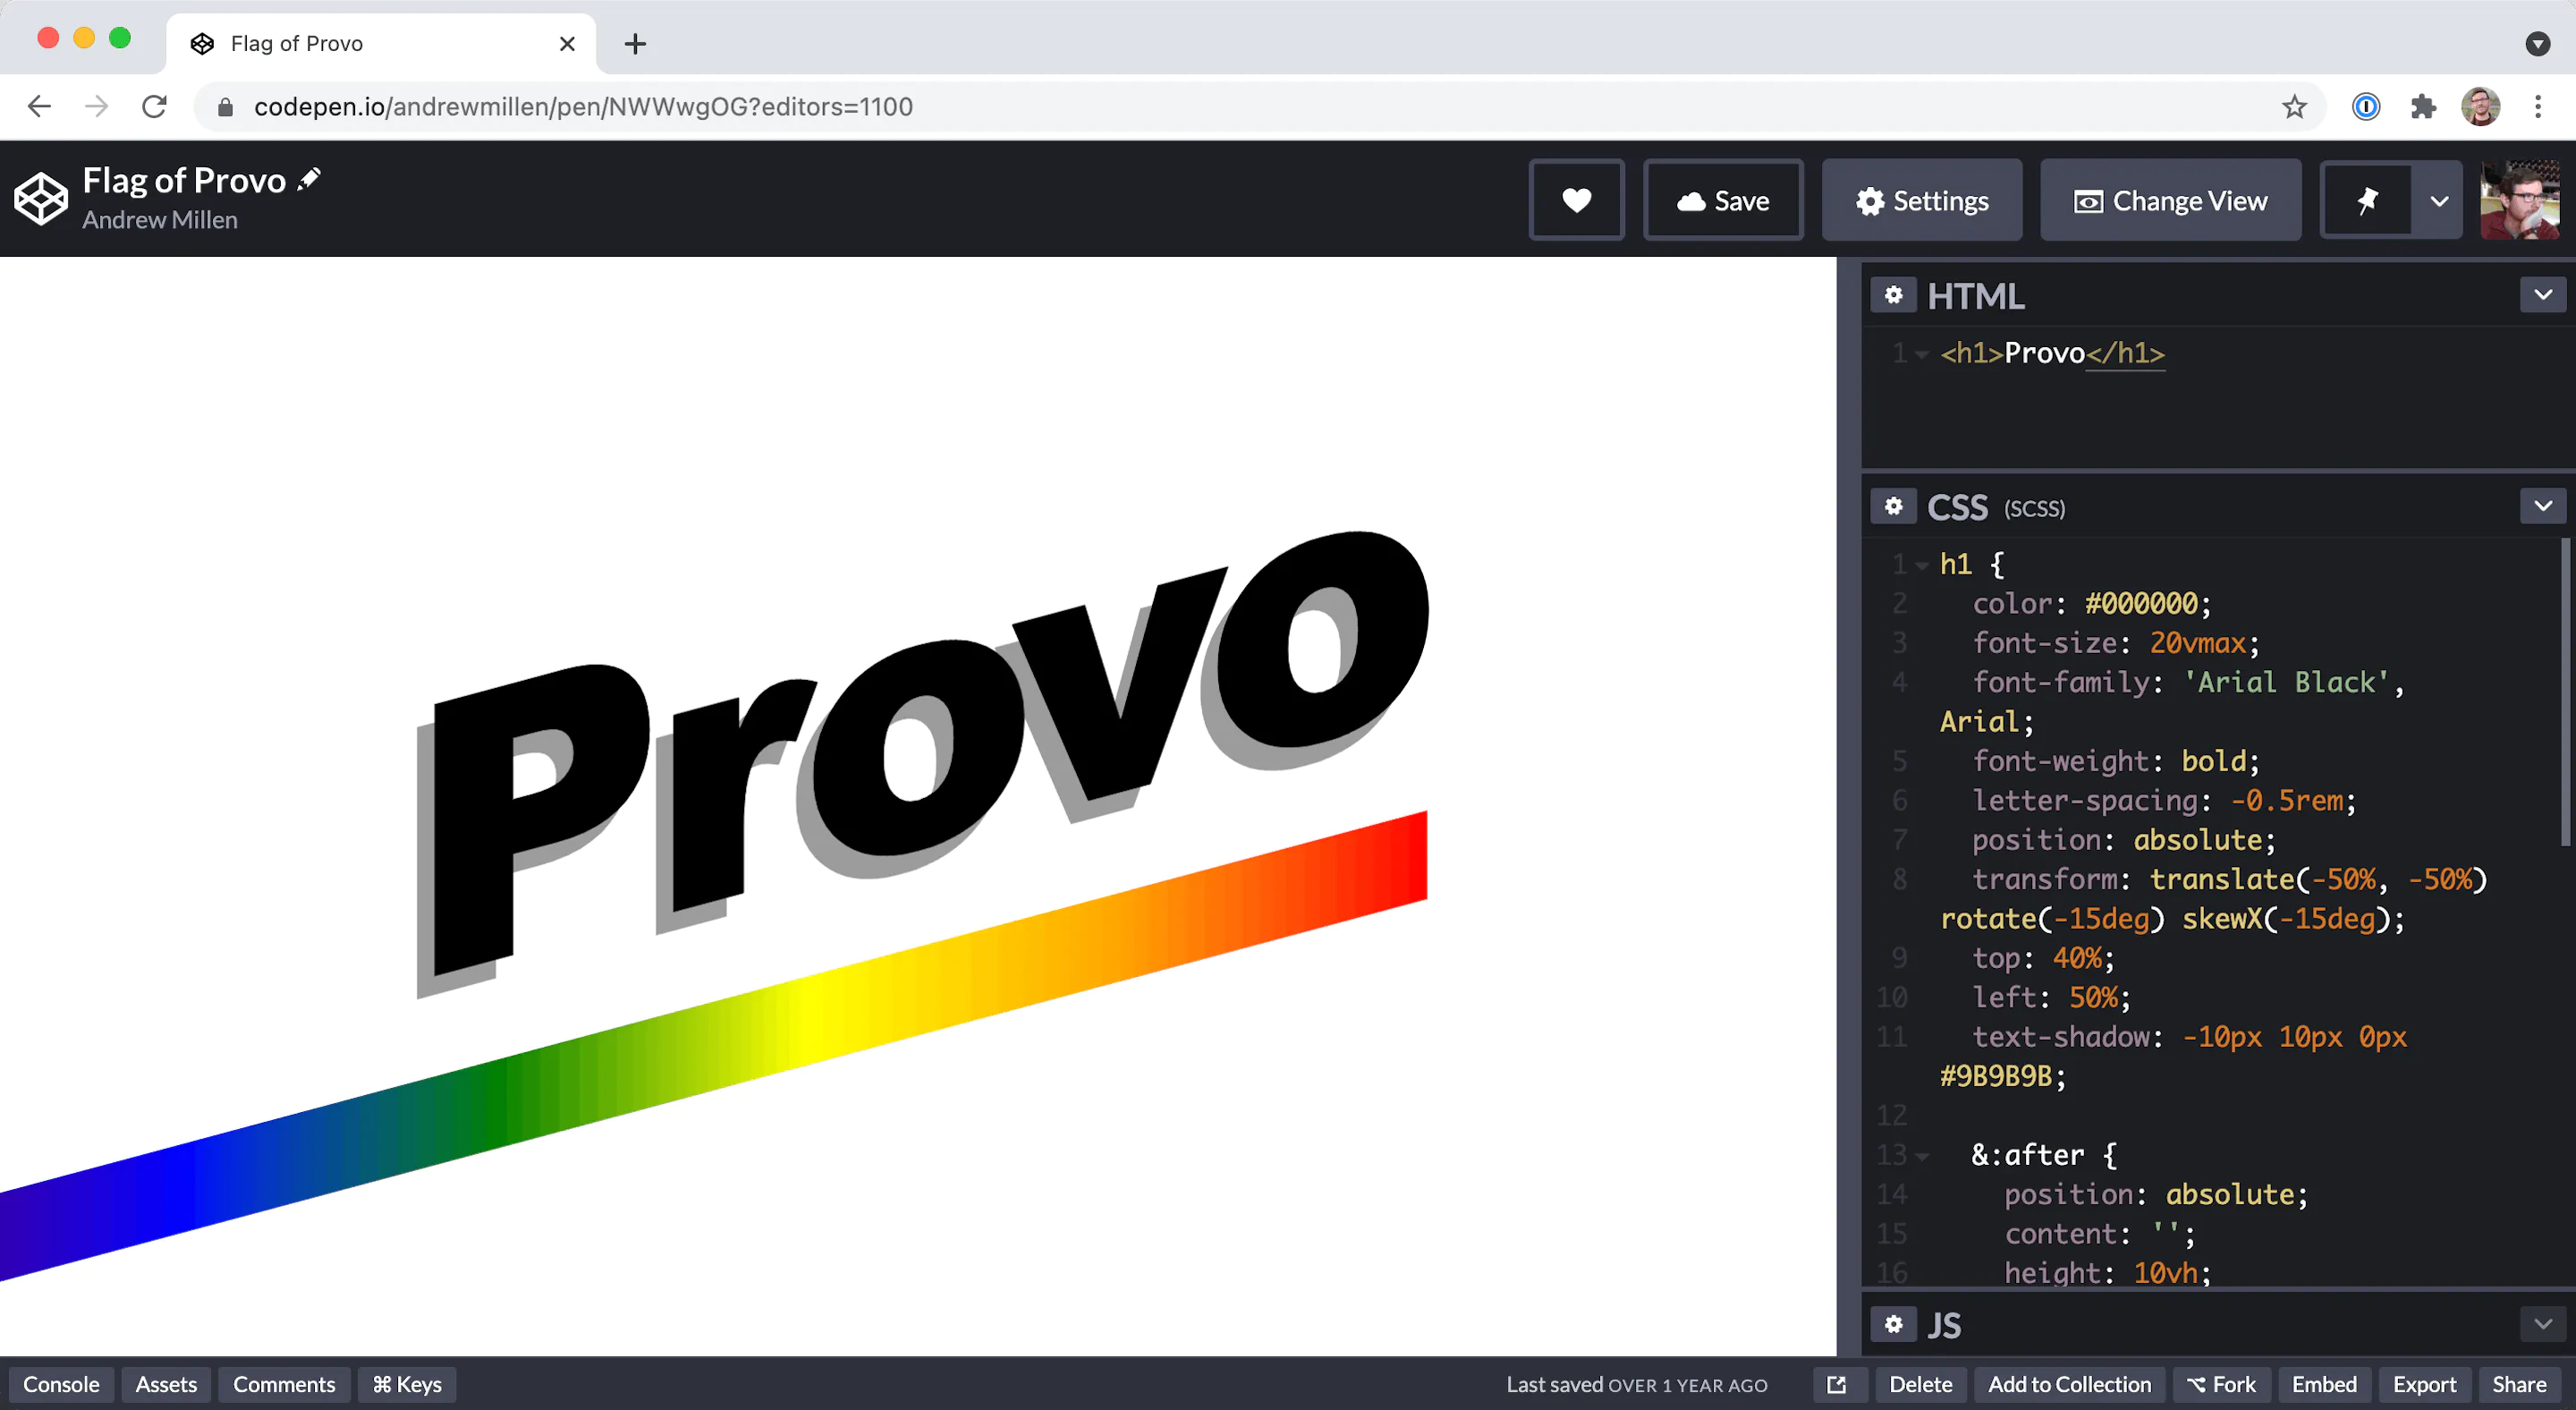 Flag of Provo
codepen.io/andrewmillen/pen/NWWwgOG?editors=1100
Flag of Provo
Andrew Millen
Save
Settings
Change View
Provo
HTML
1 <h1>Provo</h1>
CSS (SCSS)
1 h1 {
2 color: #000000;
3 font-size: 20vmax;
4 font-family: 'Arial Black',
Arial;
5 font-weight: bold;
6 letter-spacing: -0.5rem;
7 position: absolute;
8 transform: translate(-50%, -50%)
rotate(-15deg) skewX(-15deg);
9 top: 40%;
10 left: 50%;
11 text-shadow: -10px 10px 0px
#9B9B9B;
12
13 &:after {
14 position: absolute;
15 content: '';
16 height: 10vh;
JS
Console Assets Comments ⌘ Keys Last saved OVER 1 YEAR AGO Delete Add to Collection ⌥ Fork Embed Export Share